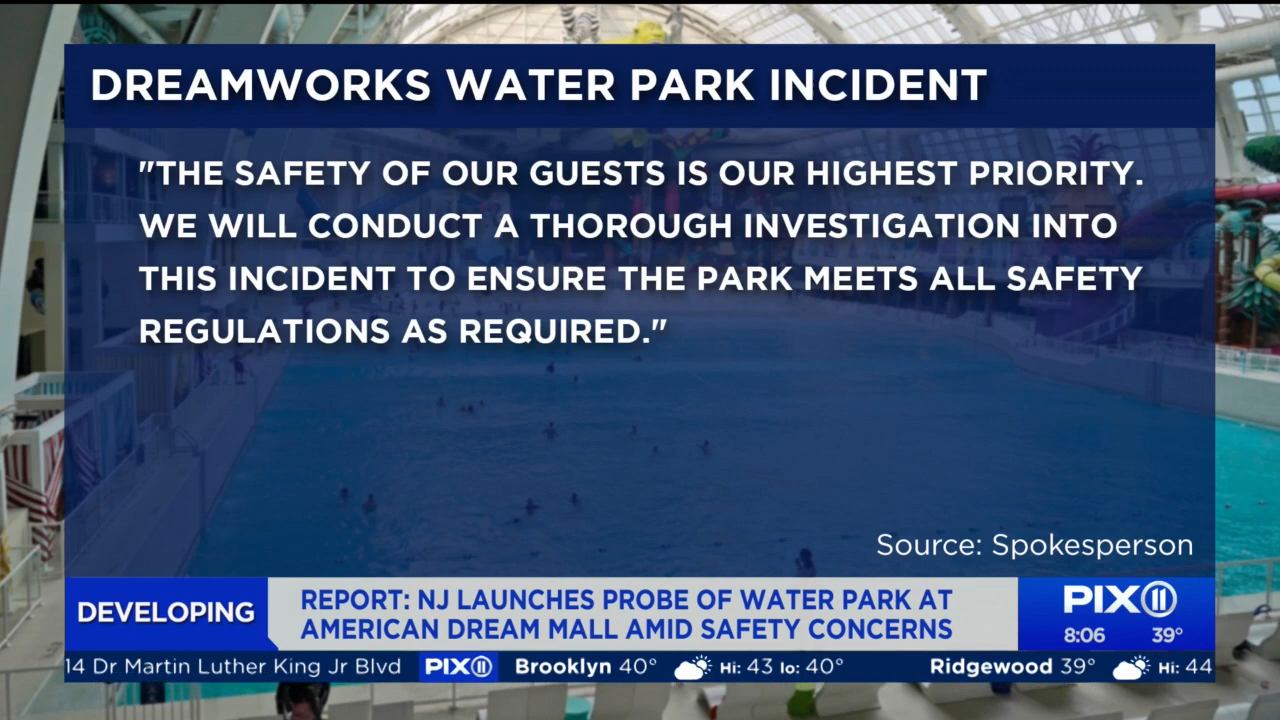 DREAMWORKS WATER PARK INCIDENT
"THE SAFETY OF OUR GUESTS IS OUR HIGHEST PRIORITY.
WE WILL CONDUCT A THOROUGH INVESTIGATION INTO
THIS INCIDENT TO ENSURE THE PARK MEETS ALL SAFETY
REGULATIONS AS REQUIRED."
Source: Spokesperson
DEVELOPING
REPORT: NJ LAUNCHES PROBE OF WATER PARK AT
AMERICAN DREAM MALL AMID SAFETY CONCERNS
PIX11
8:06 39°
14 Dr Martin Luther King Jr Blvd PIX11 Brooklyn 40° Hi: 43 lo: 40° Ridgewood 39° Hi: 44